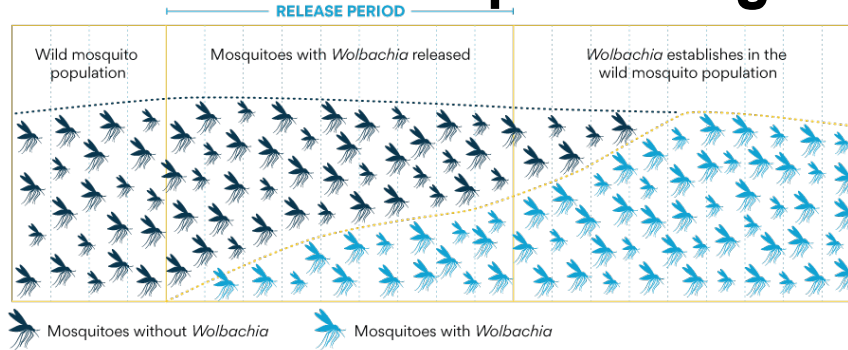 RELEASE PERIOD
Wild mosquito
population
Mosquitoes with Wolbachia released
Wolbachia establishes in the
wild mosquito population
Mosquitoes without Wolbachia
Mosquitoes with Wolbachia